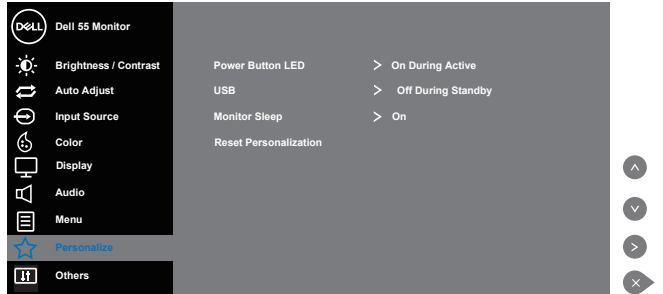 DELL Dell 55 Monitor
Brightness / Contrast Power Button LED > On During Active
Auto Adjust USB > Off During Standby
Input Source Monitor Sleep > On
Color Reset Personalization
Display
Audio
Menu
Personalize
Others